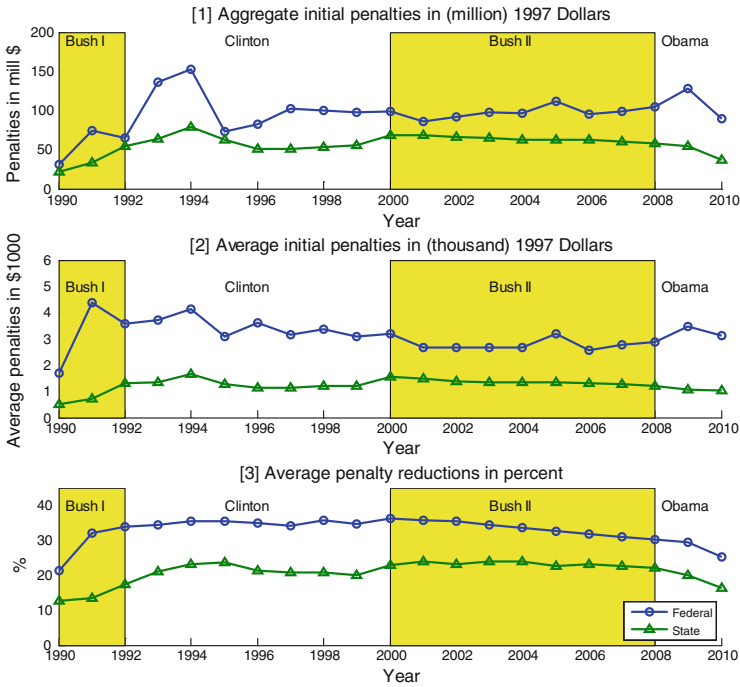 [1] Aggregate initial penalties in (million) 1997 Dollars
Penalties in mill $
200
150
100
50
0
Bush I
Clinton
Bush II
Obama
1990 1992 1994 1996 1998 2000 2002 2004 2006 2008 2010
Year
[2] Average initial penalties in (thousand) 1997 Dollars
Average penalties in $1000
6
5
4
3
2
1
0
Bush I
Clinton
Bush II
Obama
1990 1992 1994 1996 1998 2000 2002 2004 2006 2008 2010
Year
[3] Average penalty reductions in percent
%
40
30
20
10
0
Bush I
Clinton
Bush II
Obama
Federal
State
1990 1992 1994 1996 1998 2000 2002 2004 2006 2008 2010
Year